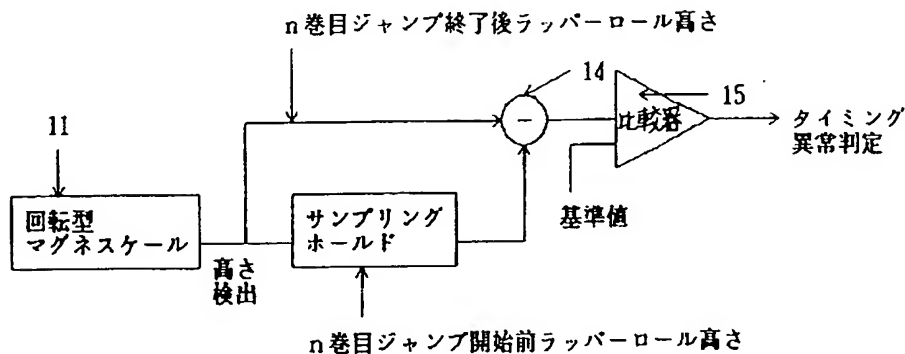 n巻目ジャンプ終了後ラッパーロール高さ
14
15
11
比較器
タイミング
異常判定
回転型
マグネスケール
サンプリング
ホールド
基準値
高さ
検出
n巻目ジャンプ開始前ラッパーロール高さ